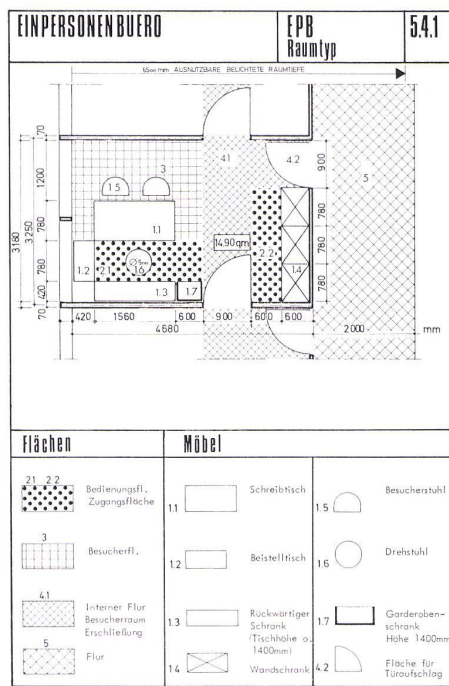 EINPERSONENBUERO
EPB
Raumtyp
5.4.1
6500 mm AUSNUTZBARE BELICHTETE RAUMTIEFE
70
1200
780
780
420
70
3180
3250
3
1.5
1.1
1.2
2.1
1.6
1.3
1.7
4.1
4.2
14,90 qm
2.2
1.4
5
900
780
780
780
420
1560
600
900
600
600
4680
2000
mm
Flächen
Möbel
2.1 2.2
Bedienungsfl.
Zugangsfläche
3
Besucherfl.
4.1
Interner Flur
Besucherraum
Erschließung
5
Flur
1.1
Schreibtisch
1.2
Beistelltisch
1.3
Rückwärtiger
Schrank
(Tischhöhe o.
1400mm)
1.4
Wandschrank
1.5
Besucherstuhl
1.6
Drehstuhl
1.7
Garderoben-
schrank
Höhe 1400mm
4.2
Fläche für
Türaufschlag